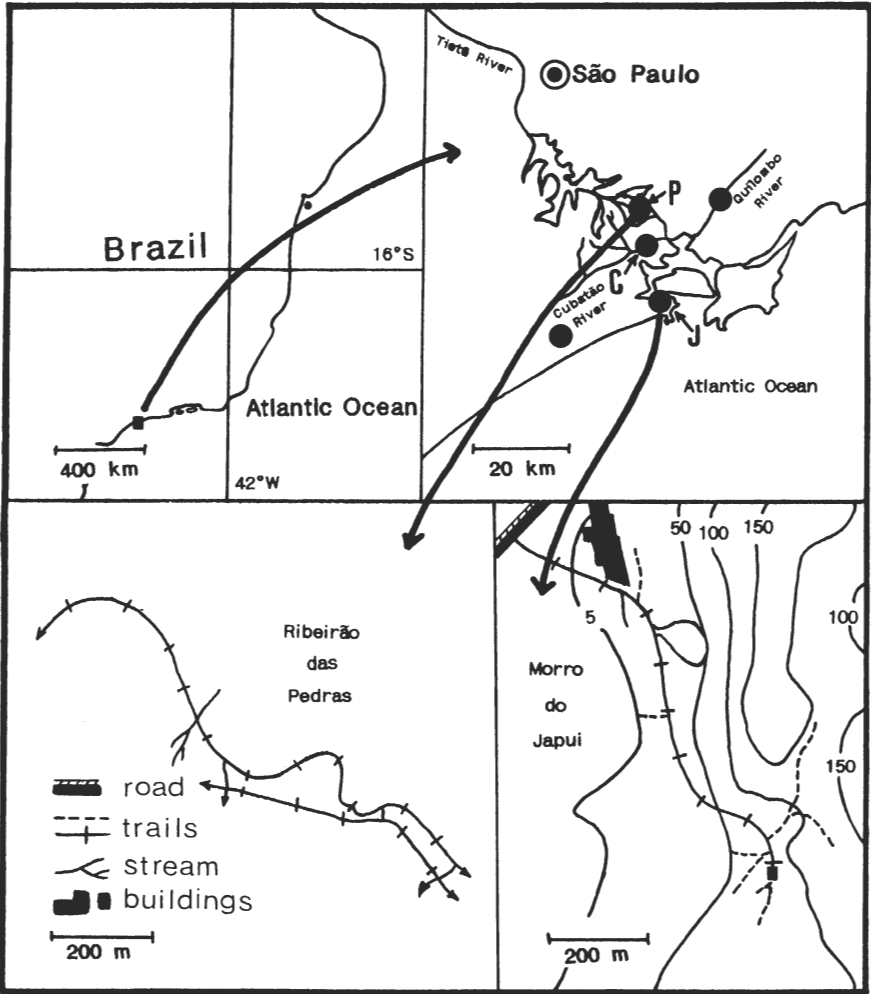 Brazil
16°S
Atlantic Ocean
400 km
42°W
Tietê River
São Paulo
P
Quilombo
River
C
Cubatão
River
J
Atlantic Ocean
20 km
Ribeirão
das
Pedras
road
trails
stream
buildings
200 m
50
100
150
5
100
Morro
do
Japui
150
200 m